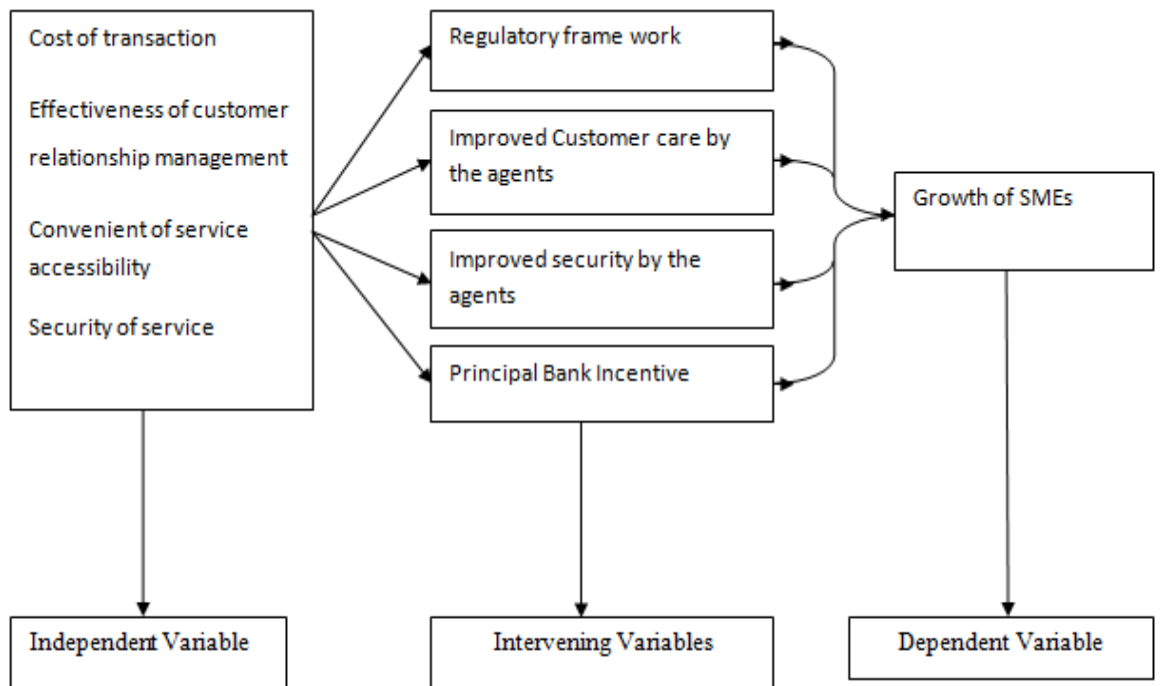 Cost of transaction
Effectiveness of customer
relationship management
Convenient of service
accessibility
Security of service
Regulatory frame work
Improved Customer care by
the agents
Improved security by the
agents
Principal Bank Incentive
Growth of SMEs
Independent Variable
Intervening Variables
Dependent Variable